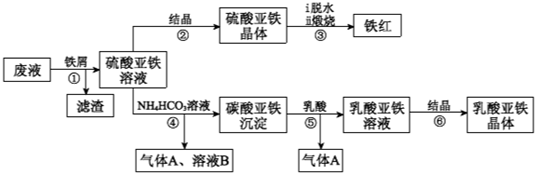 废液
铁屑
①
滤渣
硫酸亚铁
溶液
结晶
②
硫酸亚铁
晶体
ⅰ脱水
ⅱ煅烧
③
铁红
NH₄HCO₃溶液
④
气体A、溶液B
碳酸亚铁
沉淀
乳酸
⑤
气体A
乳酸亚铁
溶液
结晶
⑥
乳酸亚铁
晶体